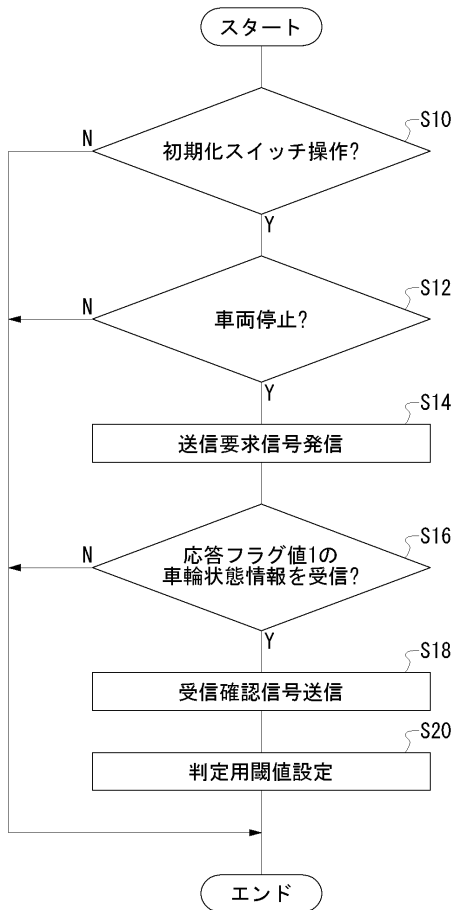 スタート
S10
N
初期化スイッチ操作?
Y
S12
N
車両停止?
Y
S14
送信要求信号発信
S16
N
応答フラグ値1の
車輪状態情報を受信?
Y
S18
受信確認信号送信
S20
判定用閾値設定
エンド